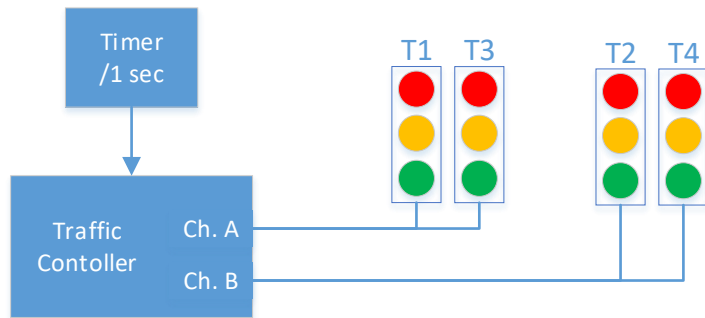 Timer
/1 sec
T1 T3
T2 T4
Traffic
Contoller
Ch. A
Ch. B